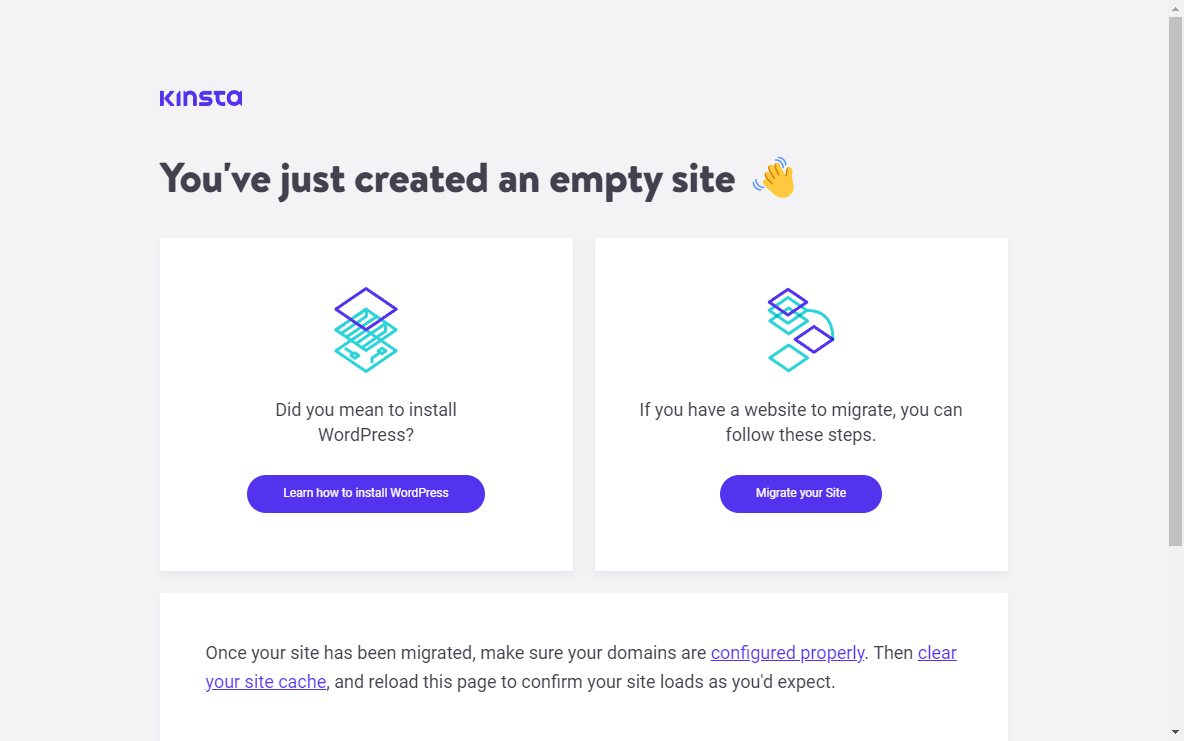 KINSTA
You've just created an empty site
Did you mean to install
WordPress?
Learn how to install WordPress
If you have a website to migrate, you can
follow these steps.
Migrate your Site
Once your site has been migrated, make sure your domains are configured properly. Then clear
your site cache, and reload this page to confirm your site loads as you'd expect.